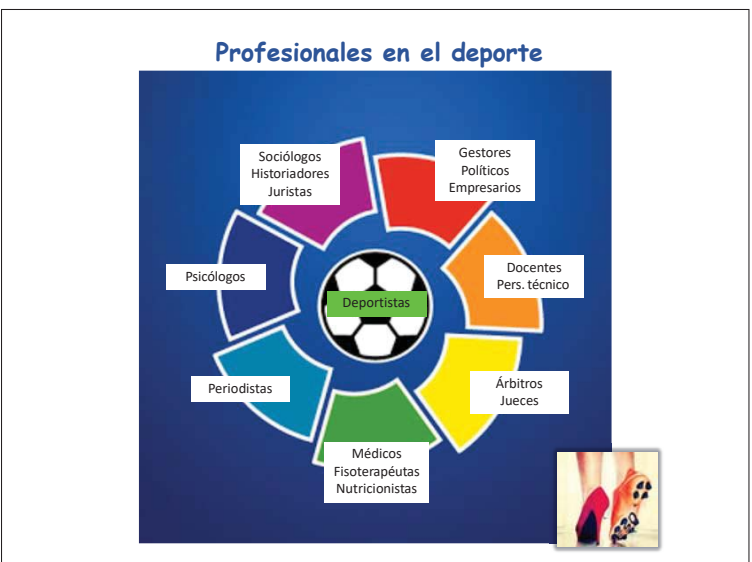 Profesionales en el deporte
Sociólogos
Historiadores
Juristas
Gestores
Políticos
Empresarios
Psicólogos
Docentes
Pers. técnico
Deportistas
Periodistas
Árbitros
Jueces
Médicos
Fisoterapéutas
Nutricionistas